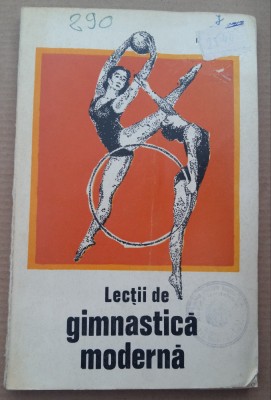 290
Lecții de
gimnastică
modernă